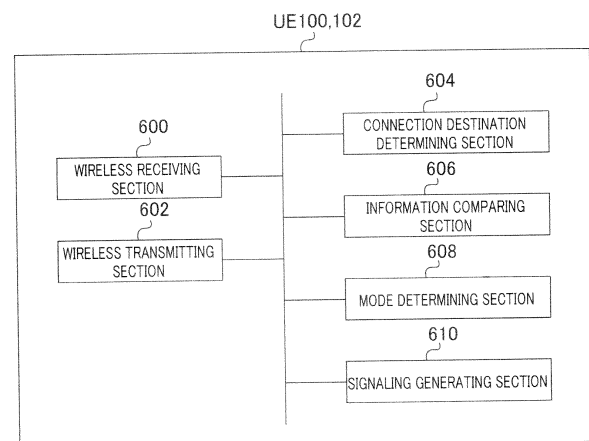 UE100,102
600
WIRELESS RECEIVING
SECTION
602
WIRELESS TRANSMITTING
SECTION
604
CONNECTION DESTINATION
DETERMINING SECTION
606
INFORMATION COMPARING
SECTION
608
MODE DETERMINING SECTION
610
SIGNALING GENERATING SECTION